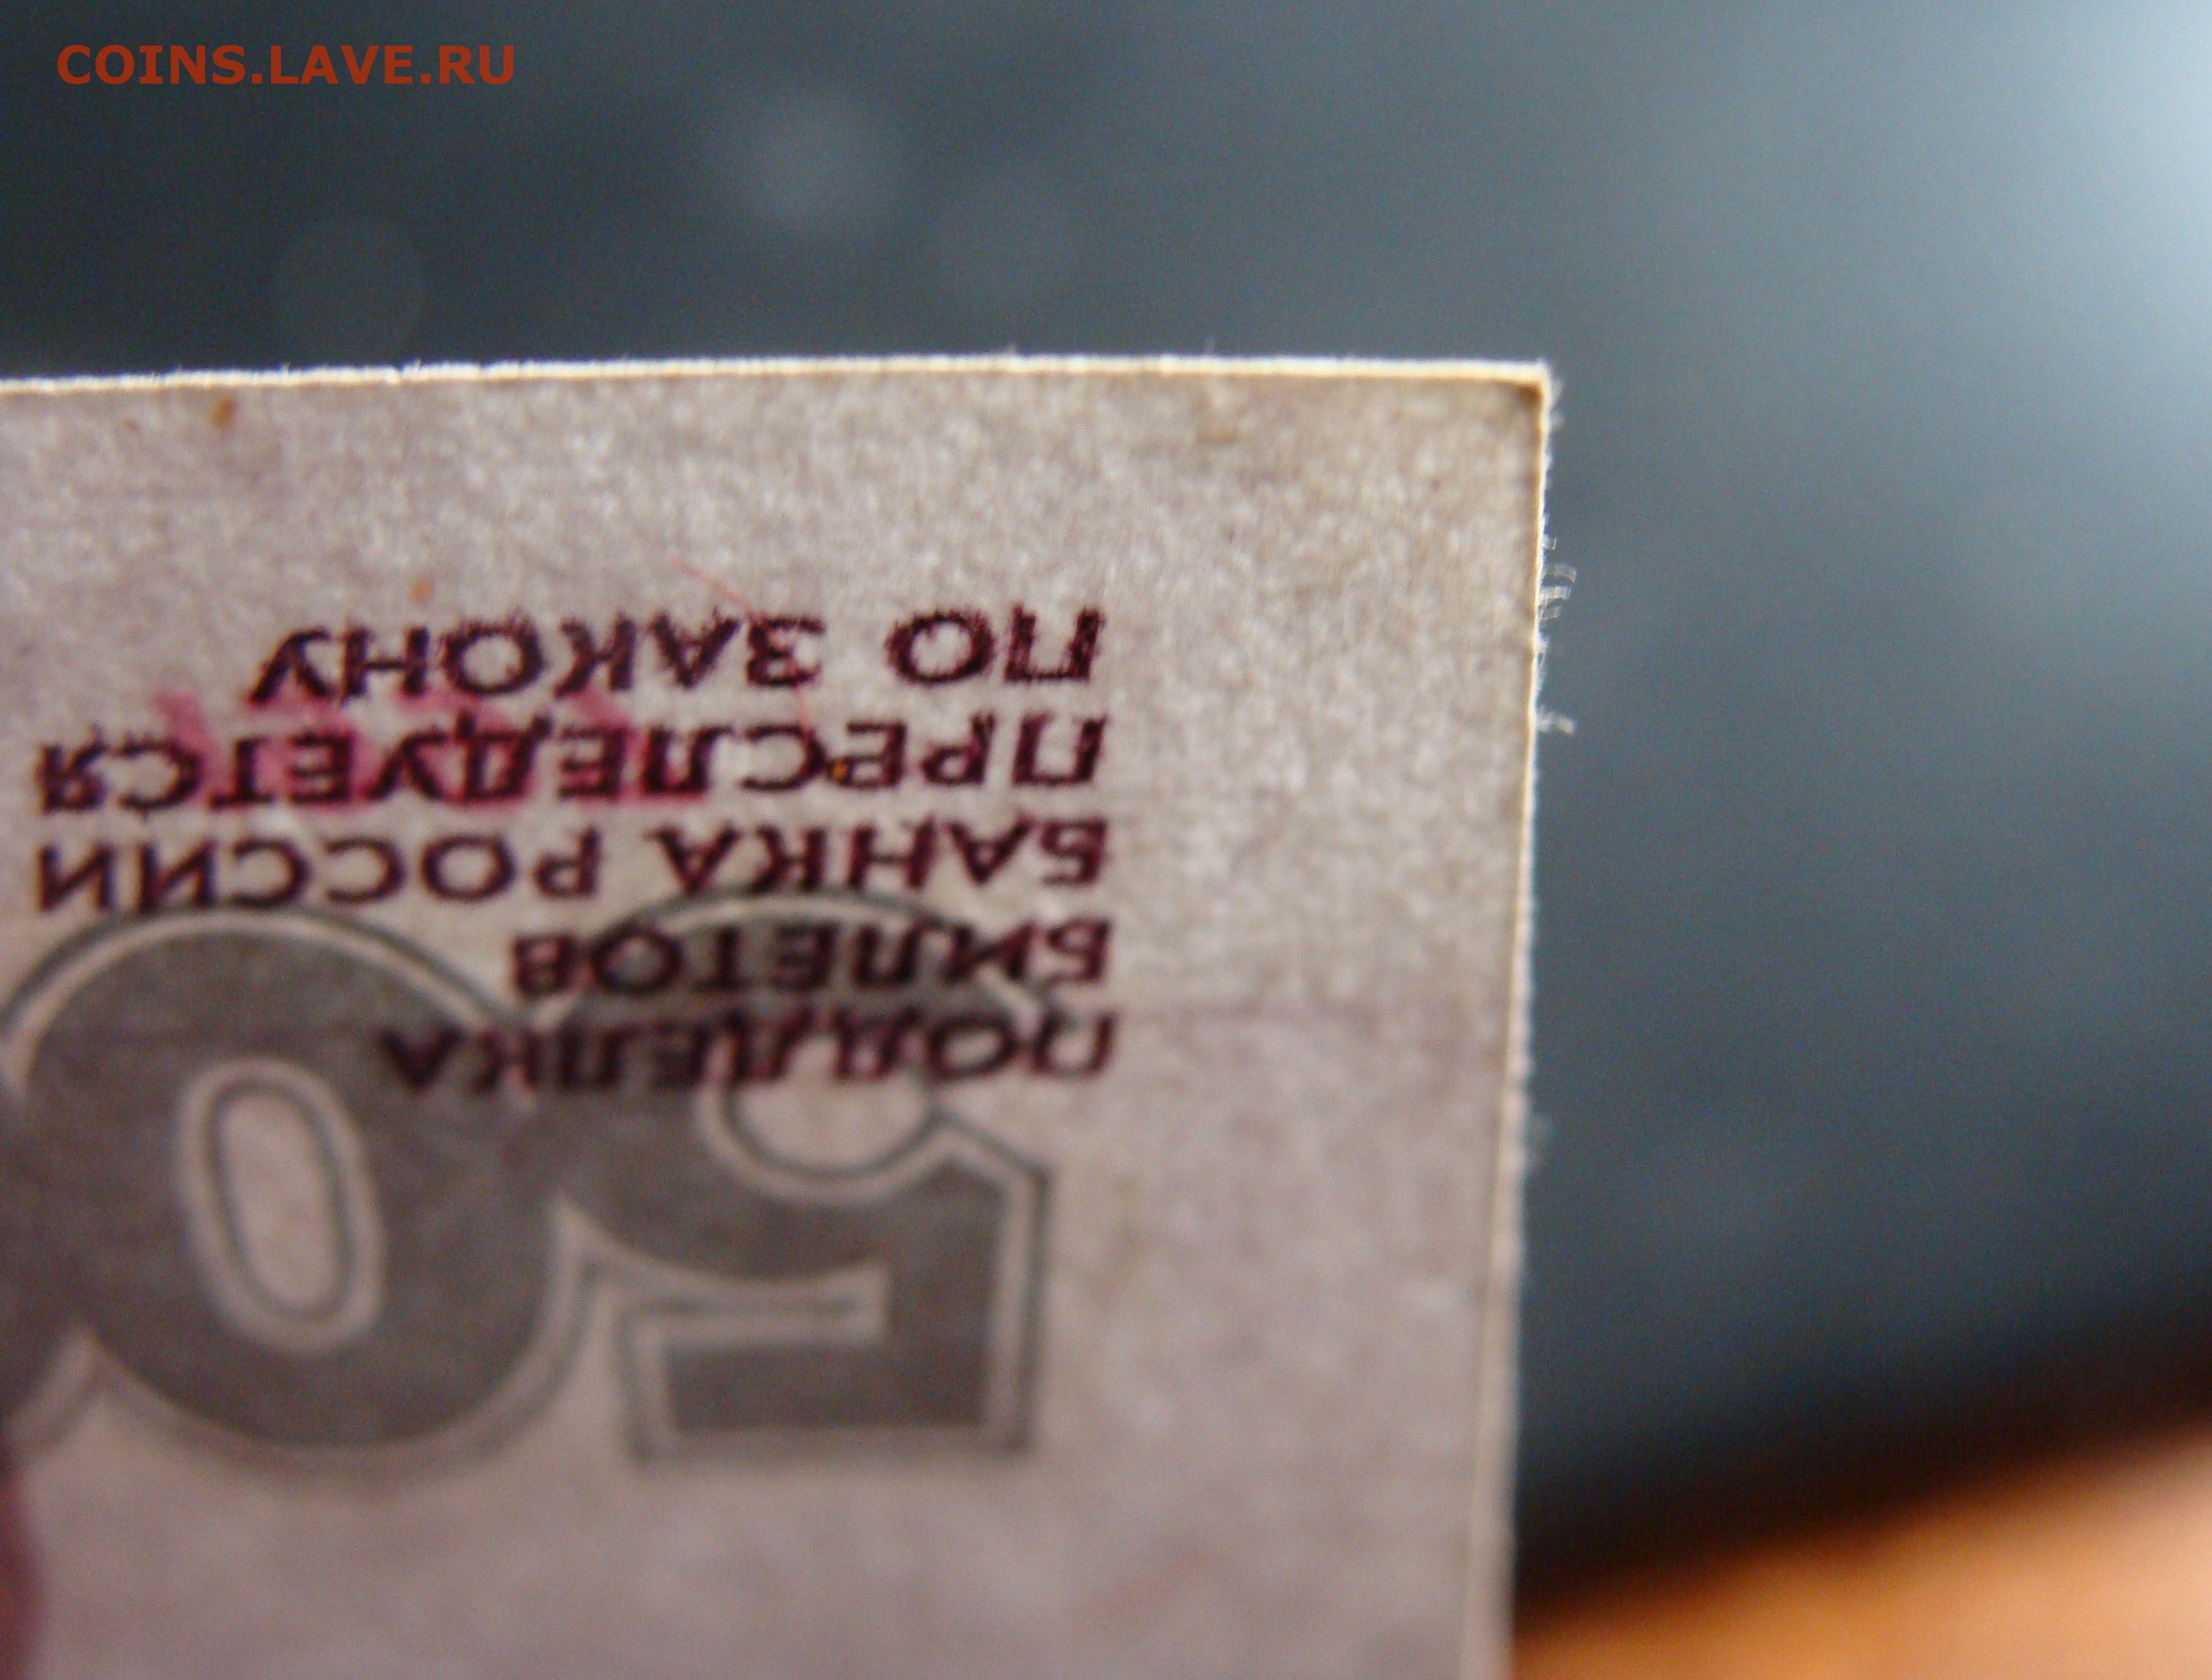 COINS.LAVE.RU
50
ПОДДЕЛКА
БИЛЕТОВ
БАНКА РОССИИ
ПРЕСЛЕДУЕТСЯ
ПО ЗАКОНУ